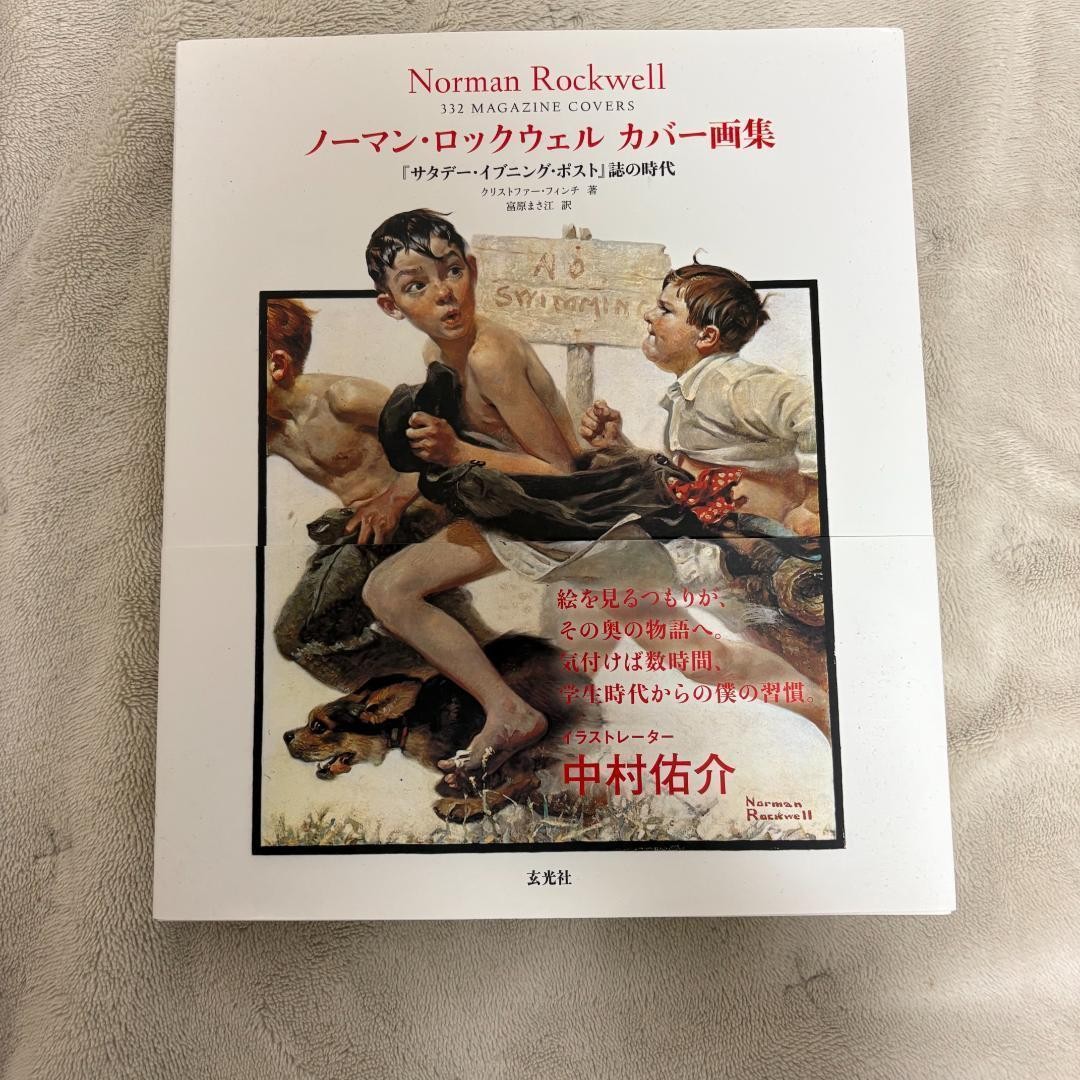 Norman Rockwell
332 MAGAZINE COVERS
ノーマン・ロックウェル カバー画集
『サタデー・イブニング・ポスト』誌の時代
クリストファー・フィンチ 著
富原まさ江 訳
NO
SWIMMING
絵を見るつもりが、
その奥の物語へ。
気付けば数時間、
学生時代からの僕の習慣。
イラストレーター
中村佑介
Norman
Rockwell
玄光社